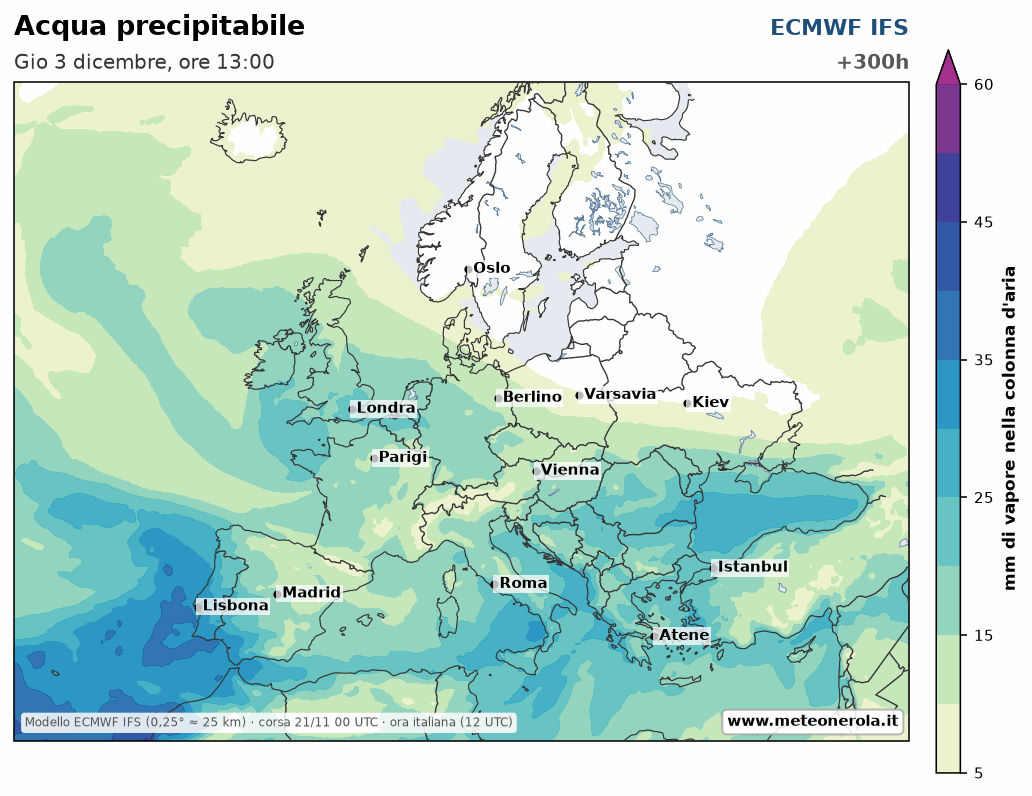 Acqua precipitabile
ECMWF IFS
Gio 3 dicembre, ore 13:00
+300h
60
45
35
25
15
5
mm di vapore nella colonna d'aria
Oslo
Berlino
Varsavia
Kiev
Londra
Parigi
Vienna
Istanbul
Roma
Madrid
Lisbona
Atene
Modello ECMWF IFS (0,25° ≈ 25 km) · corsa 21/11 00 UTC · ora italiana (12 UTC)
www.meteonerola.it